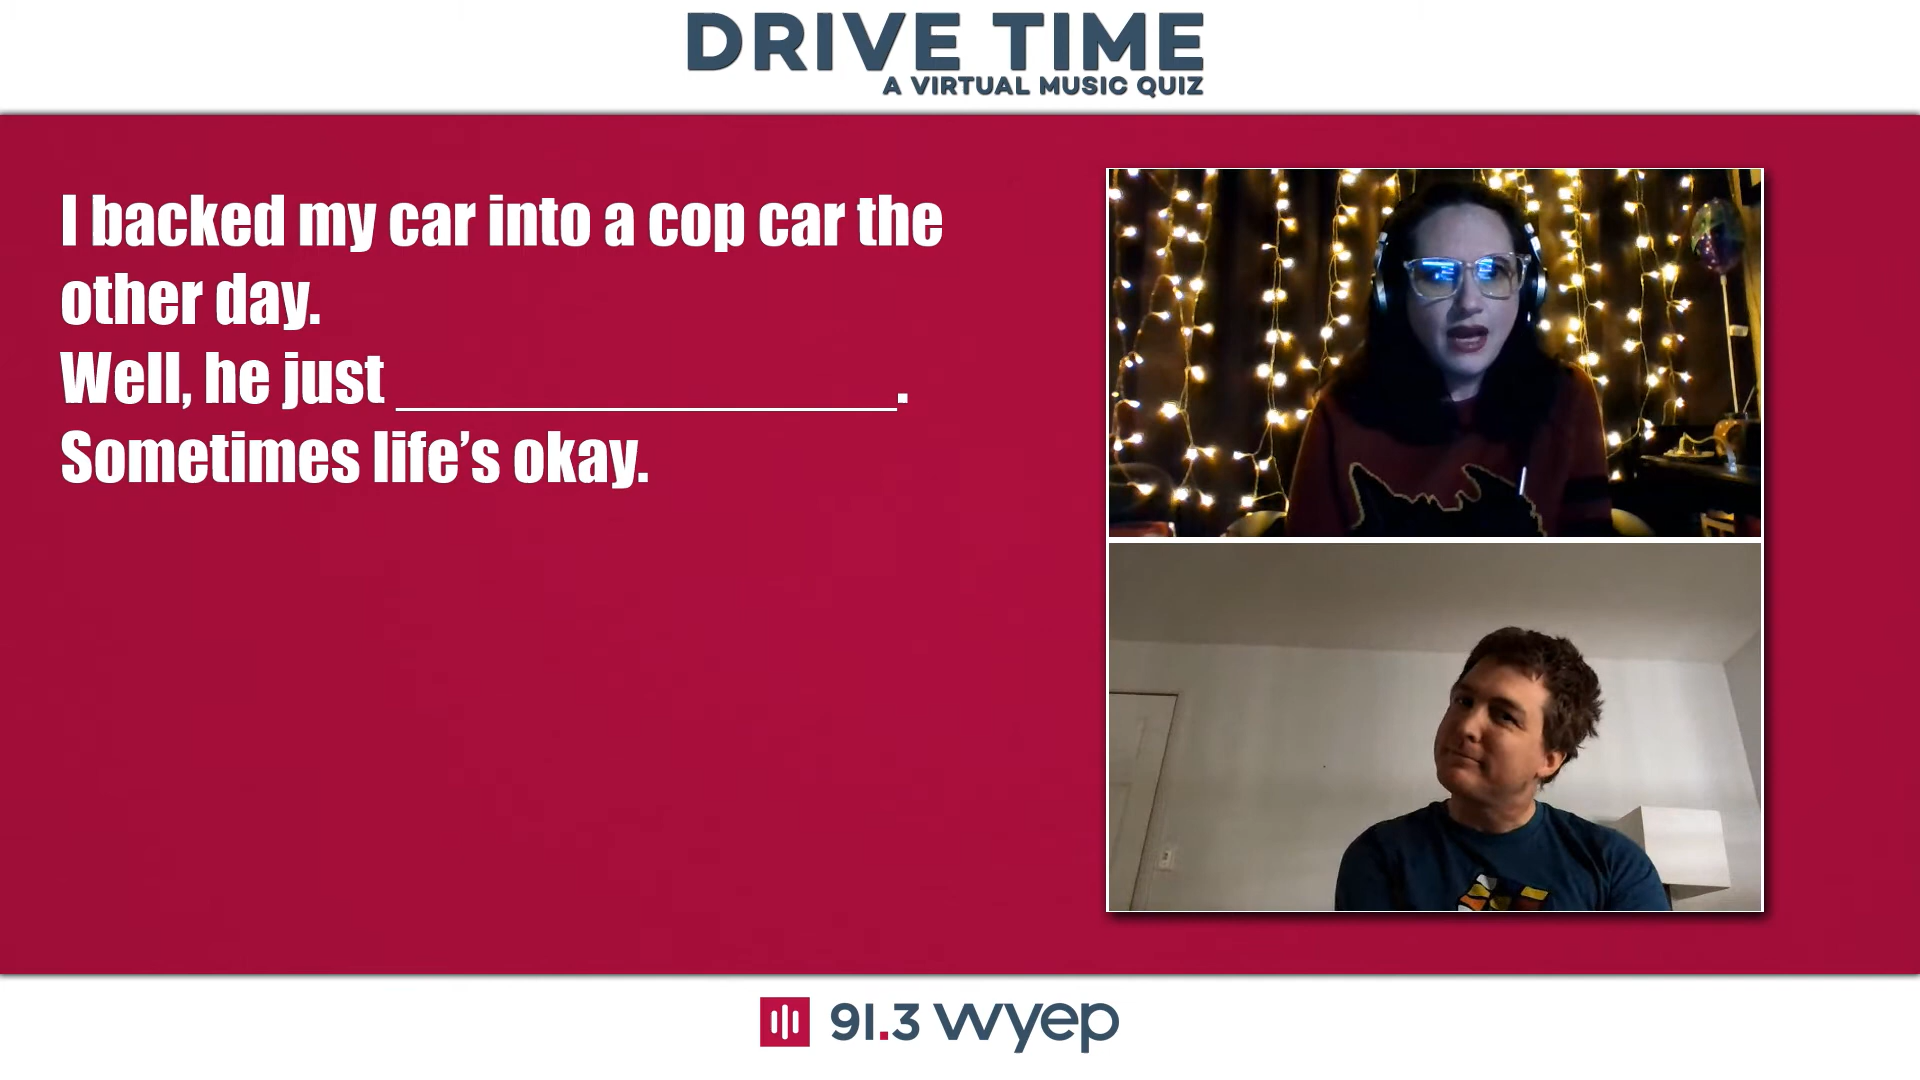 DRIVE TIME
A VIRTUAL MUSIC QUIZ
I backed my car into a cop car the
other day.
Well, he just ______________.
Sometimes life’s okay.
91.3 wyep